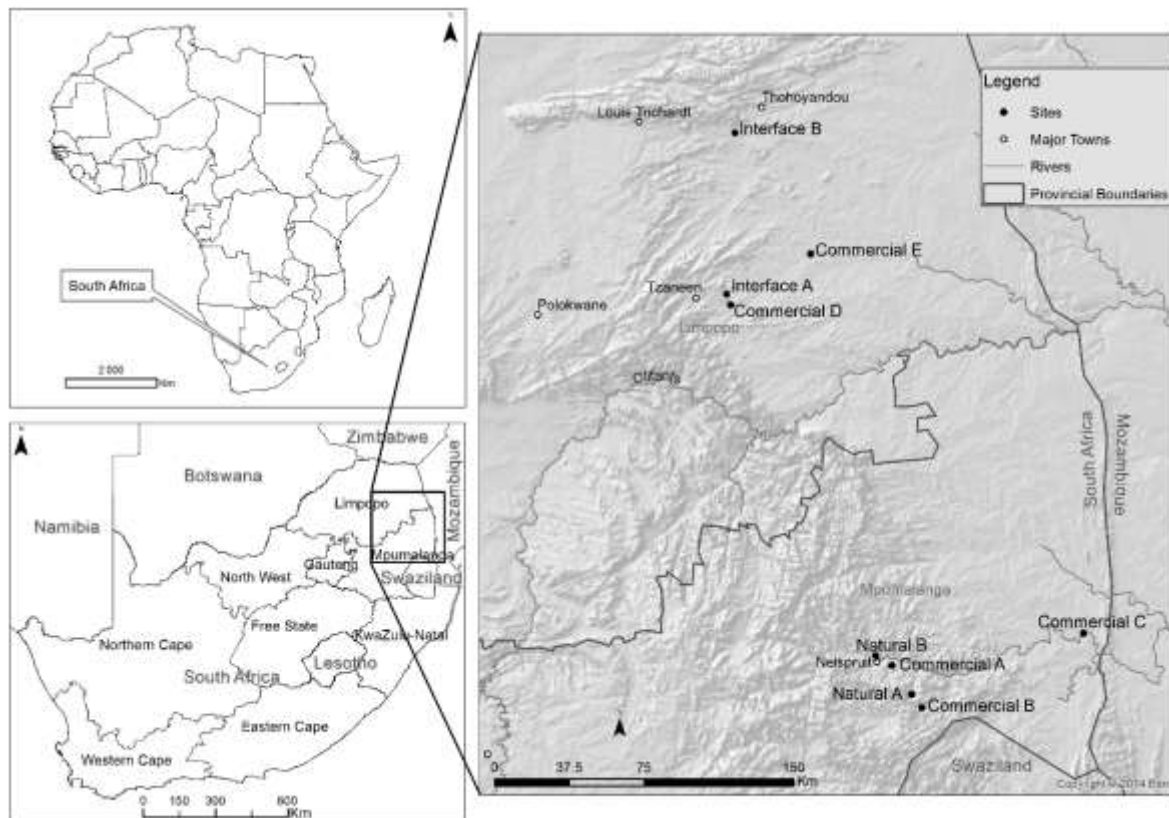 South Africa
2 000
Km
Zimbabwe
Botswana
Mozambique
Limpopo
Namibia
Mpumalanga
Gauteng
North West
Swaziland
Free State
KwaZulu-Natal
Northern Cape
Lesotho
South Africa
Eastern Cape
Western Cape
0 150 300 600
Km
Legend
Sites
Major Towns
Rivers
Provincial Boundaries
Thohoyandou
Louis Trichardt
Interface B
Commercial E
Tzaneen
Interface A
Polokwane
Commercial D
Limpopo
South Africa
Mozambique
Mpumalanga
Commercial C
Natural B
Nelspruit
Commercial A
Natural A
Commercial B
Swaziland
0 37.5 75 150
Km
Copyright © 2014 Esri